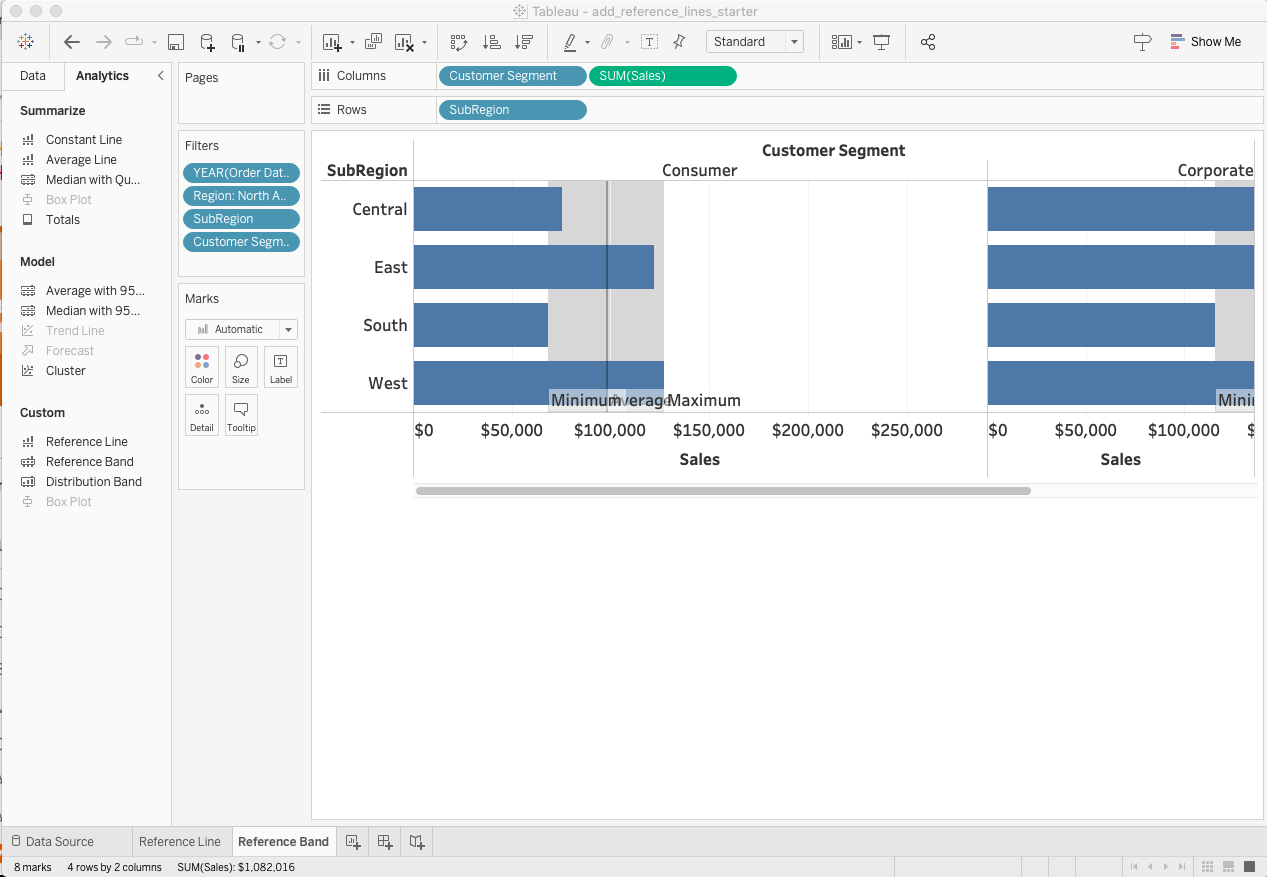 Tableau - add_reference_lines_starter
Standard
Show Me
Data
Analytics
Summarize
Constant Line
Average Line
Median with Qu...
Box Plot
Totals
Model
Average with 95...
Median with 95...
Trend Line
Forecast
Cluster
Custom
Reference Line
Reference Band
Distribution Band
Box Plot
Pages
Filters
YEAR(Order Dat..
Region: North A..
SubRegion
Customer Segm..
Marks
Automatic
Color
Size
Label
Detail
Tooltip
Columns
Customer Segment
SUM(Sales)
Rows
SubRegion
Customer Segment
SubRegion
Consumer
Corporate
Central
East
South
West
Minimum
Average
Maximum
Mini
$0
$50,000
$100,000
$150,000
$200,000
$250,000
$0
$50,000
$100,000
$
Sales
Sales
Data Source
Reference Line
Reference Band
8 marks
4 rows by 2 columns
SUM(Sales): $1,082,016